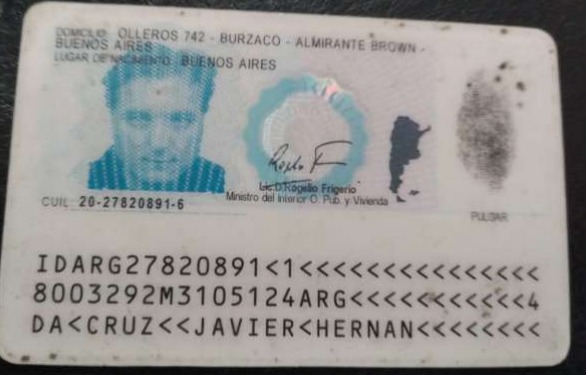 DOMICILIO: OLLEROS 742 - BURZACO - ALMIRANTE BROWN -
BUENOS AIRES
LUGAR DE NACIMIENTO: BUENOS AIRES
Lic. Rogelio Frigerio
Ministro del Interior O. Pub. y Vivienda
CUIL: 20-27820891-6
PULGAR
IDARG27820891<1<<<<<<<<<<<<<<<
8003292M3105124ARG<<<<<<<<<<<4
DA<CRUZ<<JAVIER<HERNAN<<<<<<<<